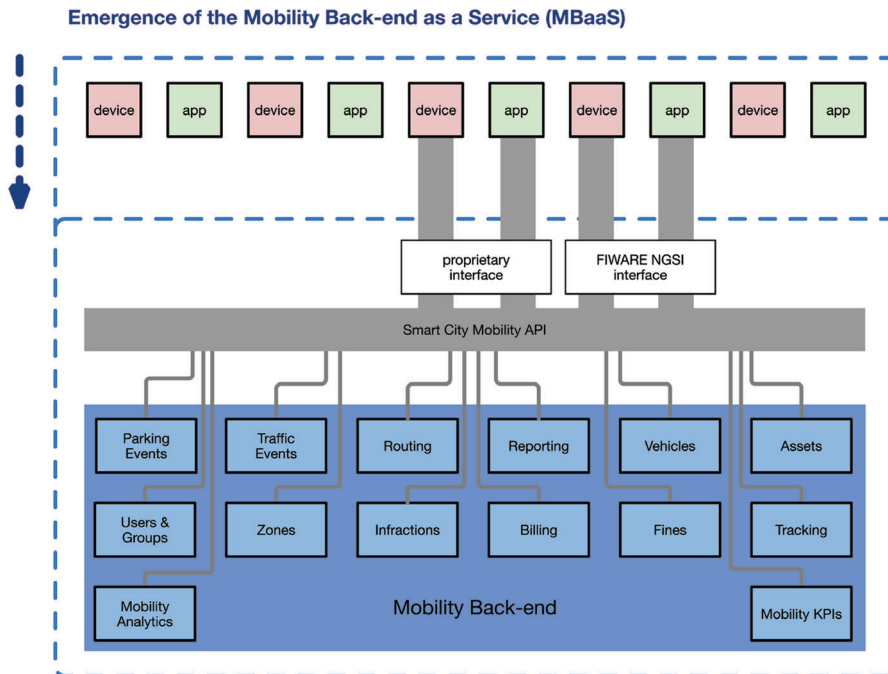 Emergence of the Mobility Back-end as a Service (MBaaS)
device
app
device
app
device
app
device
app
device
app
proprietary
interface
FIWARE NGSI
interface
Smart City Mobility API
Parking
Events
Traffic
Events
Routing
Reporting
Vehicles
Assets
Users &
Groups
Zones
Infractions
Billing
Fines
Tracking
Mobility
Analytics
Mobility Back-end
Mobility KPIs